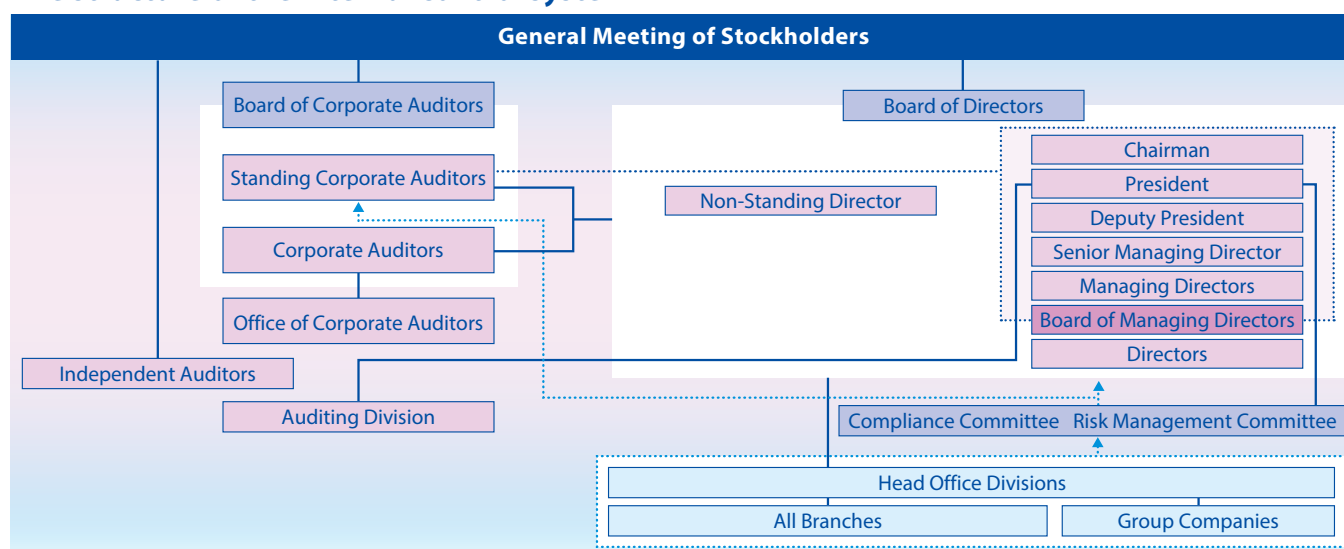 General Meeting of Stockholders
Board of Corporate Auditors
Board of Directors
Standing Corporate Auditors
Chairman
President
Non-Standing Director
Deputy President
Corporate Auditors
Senior Managing Director
Managing Directors
Office of Corporate Auditors
Board of Managing Directors
Directors
Independent Auditors
Auditing Division
Compliance Committee Risk Management Committee
Head Office Divisions
All Branches
Group Companies